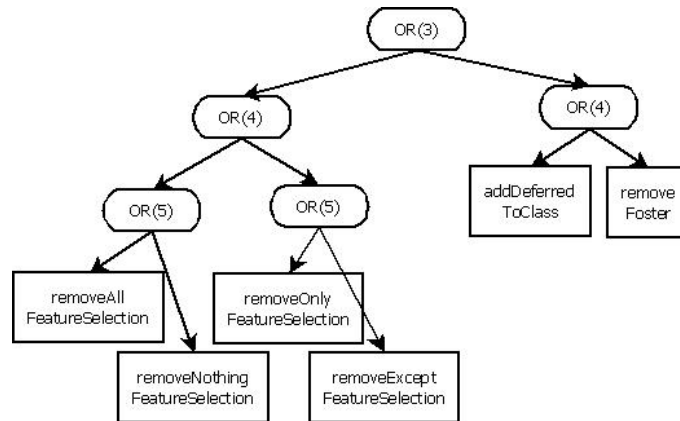 OR(3)
OR(4)
OR(4)
OR(5)
OR(5)
addDeferred
ToClass
remove
Foster
removeAll
FeatureSelection
removeOnly
FeatureSelection
removeNothing
FeatureSelection
removeExcept
FeatureSelection